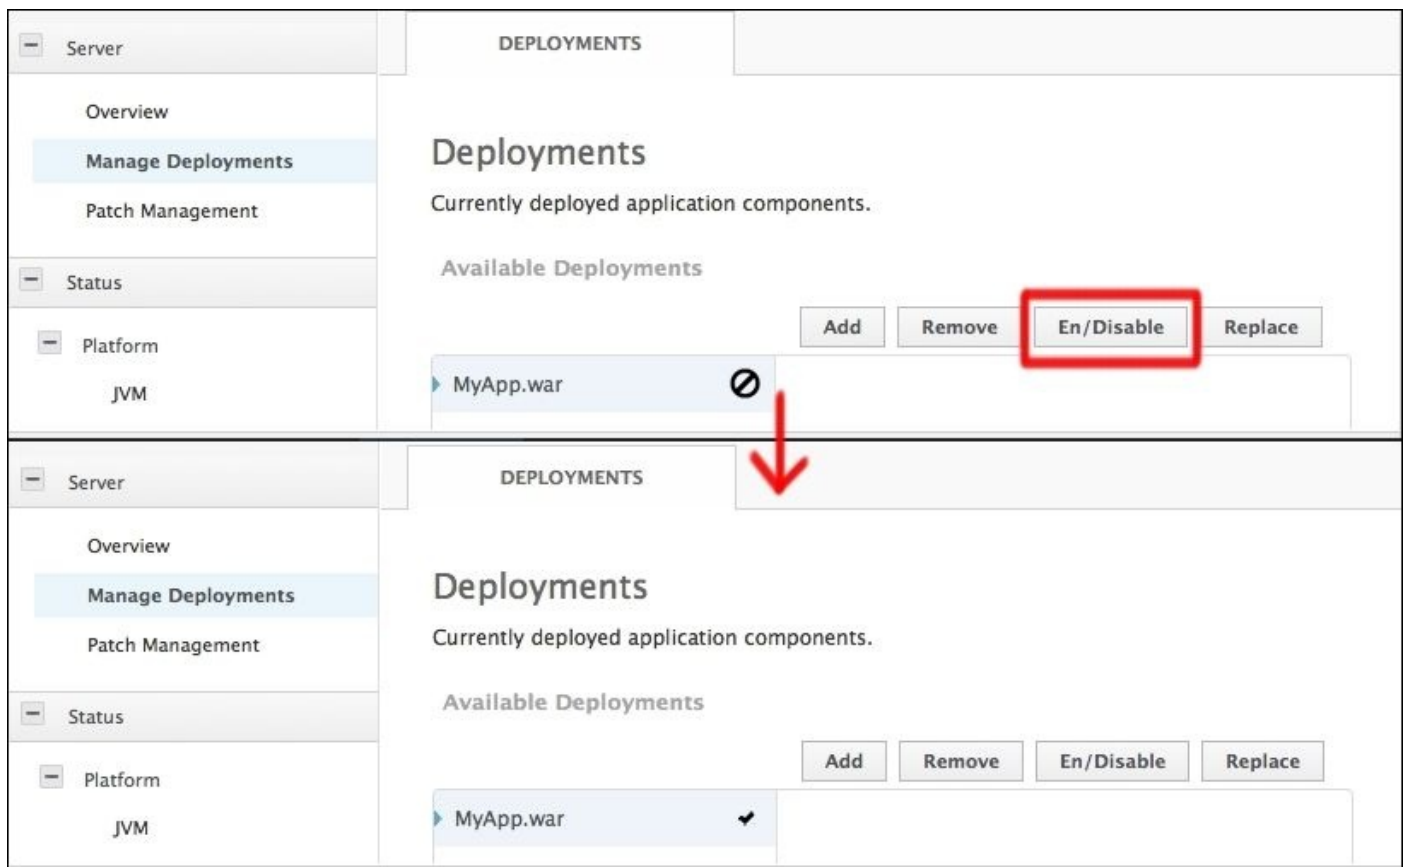 Server
Overview
Manage Deployments
Patch Management
Status
Platform
JVM
DEPLOYMENTS
Deployments
Currently deployed application components.
Available Deployments
Add Remove En/Disable Replace
MyApp.war
Server
Overview
Manage Deployments
Patch Management
Status
Platform
JVM
DEPLOYMENTS
Deployments
Currently deployed application components.
Available Deployments
Add Remove En/Disable Replace
MyApp.war